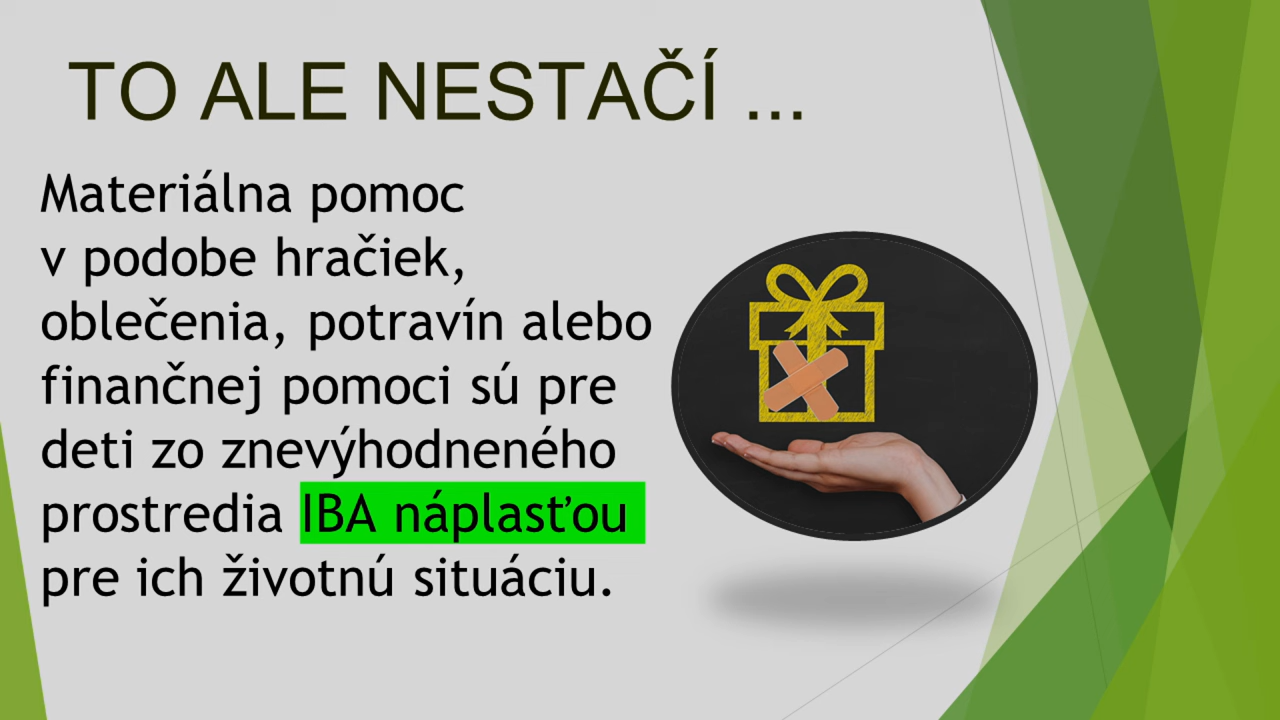 TO ALE NESTAČÍ ...
Materiálna pomoc
v podobe hračiek,
oblečenia, potravín alebo
finančnej pomoci sú pre
deti zo znevýhodneného
prostredia IBA náplasťou
pre ich životnú situáciu.